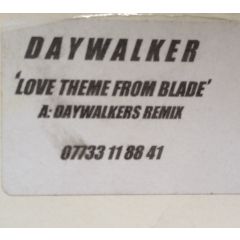 DAYWALKER
'LOVE THEME FROM BLADE'
A: DAYWALKERS REMIX
07733 11 88 41